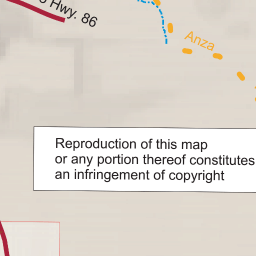 Hwy. 86
Anza
Reproduction of this map
or any portion thereof constitutes
an infringement of copyright